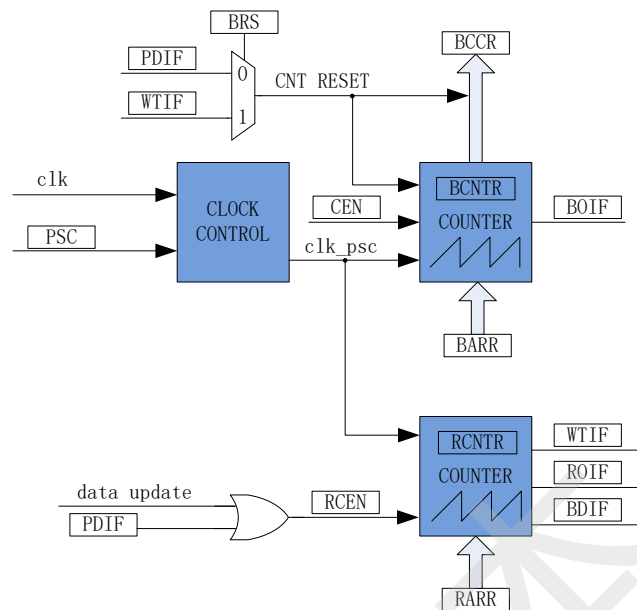 BRS
BCCR
PDIF
0
CNT RESET
WTIF
1
clk
CLOCK
CONTROL
PSC
clk_psc
CEN
BCNTR
COUNTER
BOIF
BARR
RCNTR
COUNTER
WTIF
ROIF
BDIF
data update
PDIF
RCEN
RARR